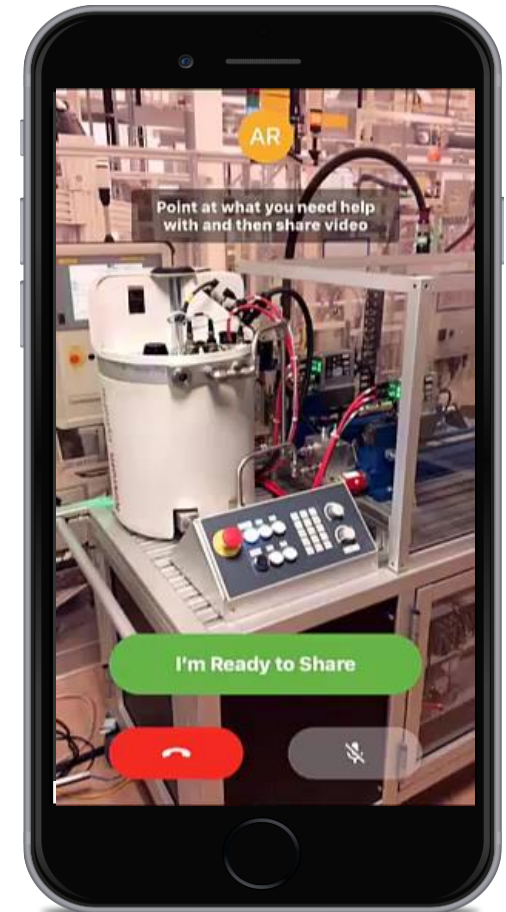 AR
Point at what you need help
with and then share video
I'm Ready to Share